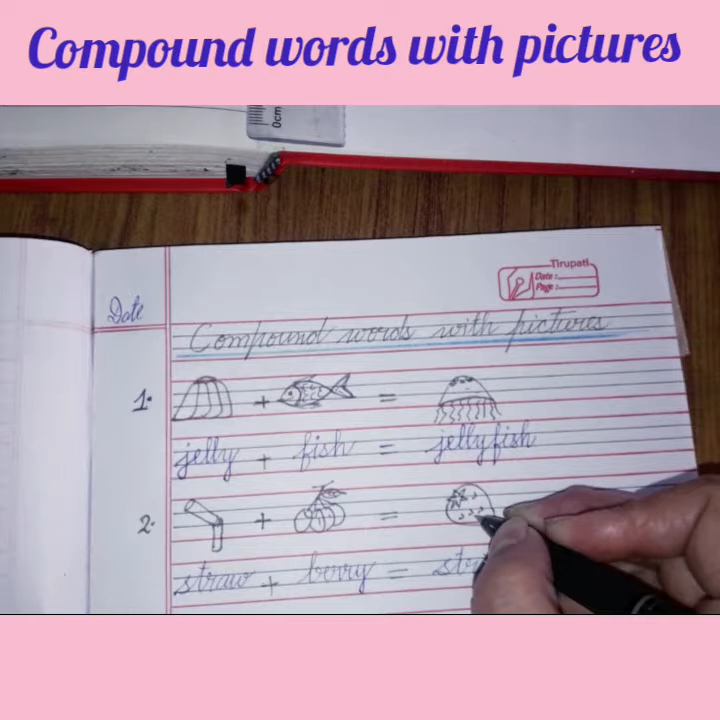 Compound words with pictures
0cm
Tirupati
Date :
Page :
Date
Compound words with pictures
1. + =
jelly + fish = jellyfish
2. + =
straw + berry =